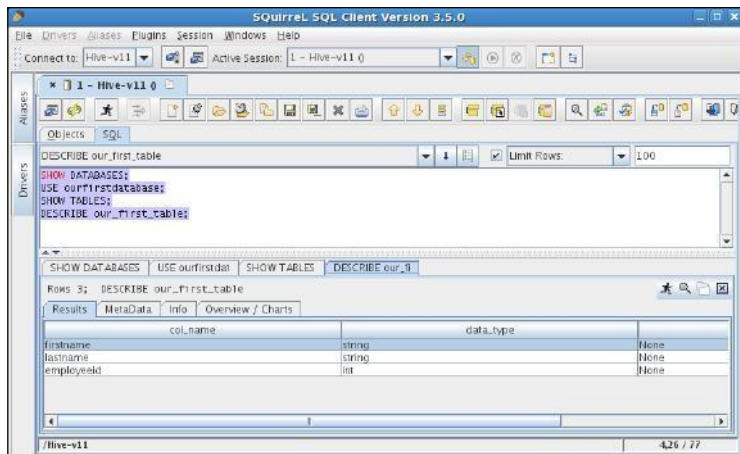 SQuirreL SQL Client Version 3.5.0
File Drivers Aliases Plugins Session Windows Help
Connect to: Hive-v11 Active Session: 1 - Hive-v11 ()
1 - Hive-v11 ()
Aliases
Drivers
Objects SQL
DESCRIBE our_first_table Limit Rows: 100
SHOW DATABASES;
USE ourfirstdatabase;
SHOW TABLES;
DESCRIBE our_first_table;
SHOW DATABASES USE ourfirstdat SHOW TABLES DESCRIBE our_fi
Rows 3; DESCRIBE our_first_table
Results MetaData Info Overview / Charts
col_name data_type
firstname string None
lastname string None
employeeid int None
/Hive-v11 4,26 / 77